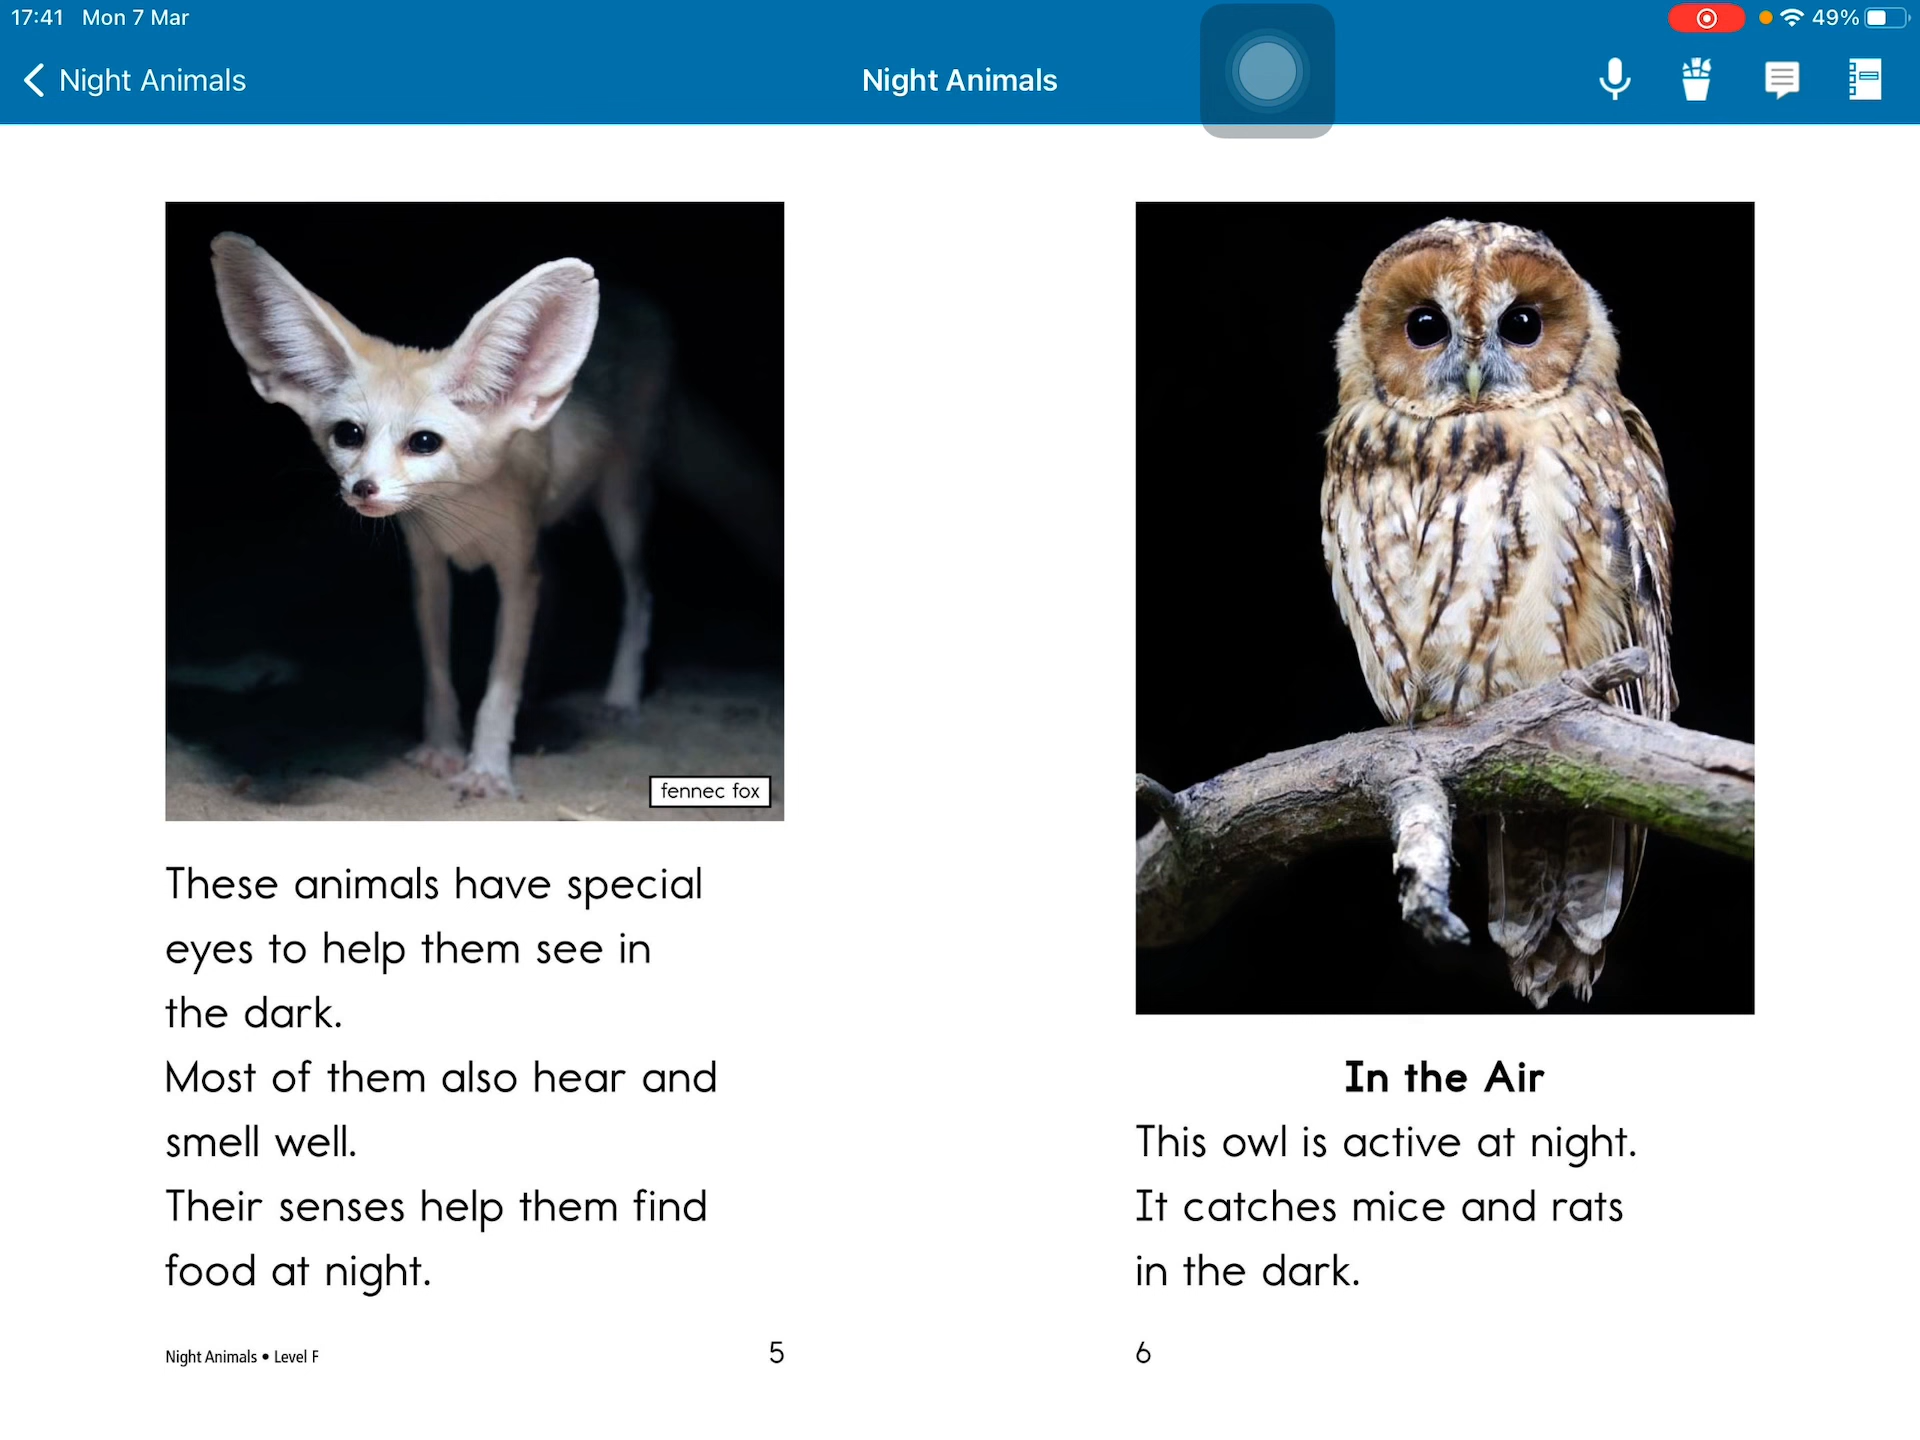 17:41 Mon 7 Mar
49%
Night Animals
Night Animals
fennec fox
These animals have special
eyes to help them see in
the dark.
Most of them also hear and
smell well.
Their senses help them find
food at night.
Night Animals • Level F
5
In the Air
This owl is active at night.
It catches mice and rats
in the dark.
6